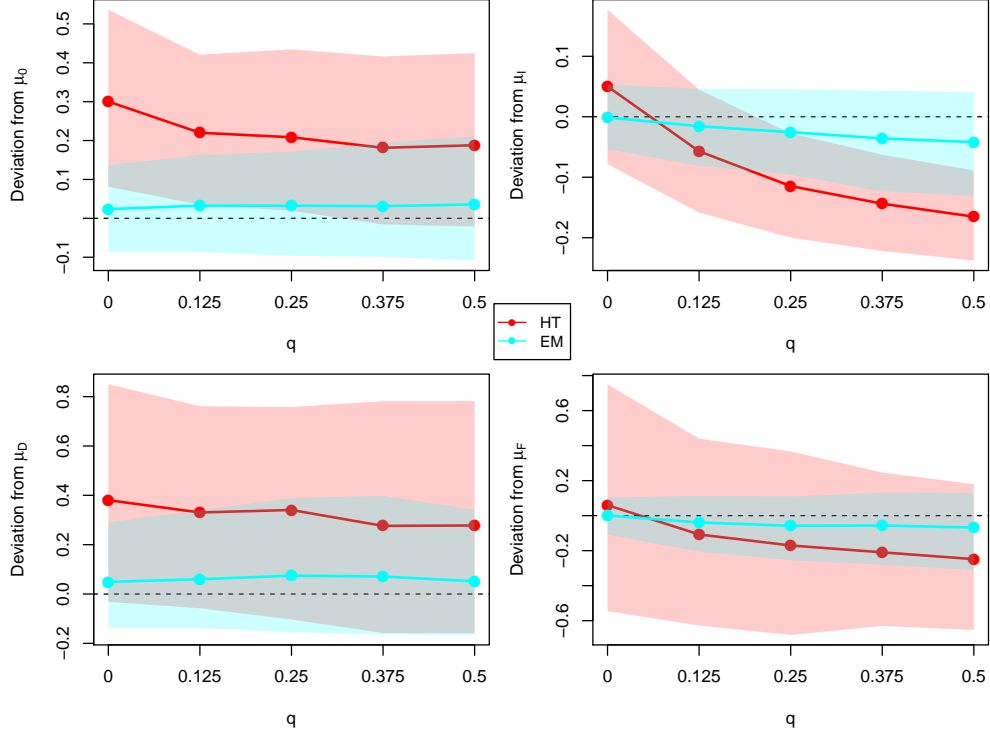 Deviation from μ0
0.5
0.4
0.3
0.2
0.1
−0.1
0 0.125 0.25 0.375 0.5
q
Deviation from μI
0.1
0.0
−0.1
−0.2
0 0.125 0.25 0.375 0.5
q
HT
EM
Deviation from μD
0.8
0.6
0.4
0.2
0.0
−0.2
0 0.125 0.25 0.375 0.5
q
Deviation from μF
0.6
0.2
−0.2
−0.6
0 0.125 0.25 0.375 0.5
q